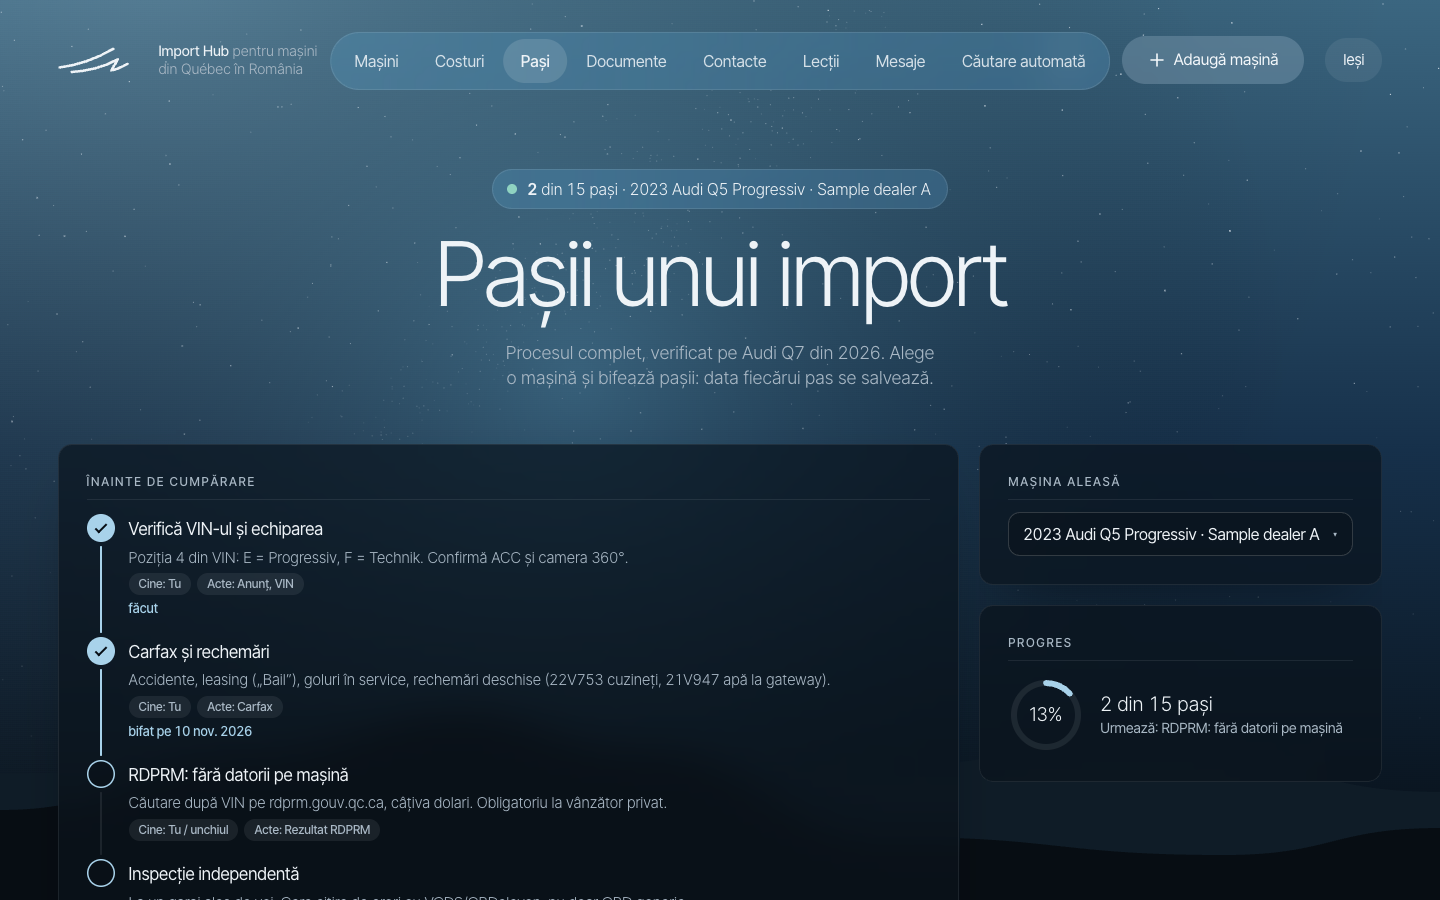 Import Hub pentru mașini
din Québec în România
Mașini
Costuri
Pași
Documente
Contacte
Lecții
Mesaje
Căutare automată
Adaugă mașină
Ieși
2 din 15 pași · 2023 Audi Q5 Progressiv · Sample dealer A
Pașii unui import
Procesul complet, verificat pe Audi Q7 din 2026. Alege
o mașină și bifează pașii: data fiecărui pas se salvează.
ÎNAINTE DE CUMPĂRARE
Verifică VIN-ul și echiparea
Poziția 4 din VIN: E = Progressiv, F = Technik. Confirmă ACC și camera 360°.
Cine: Tu
Acte: Anunț, VIN
făcut
Carfax și rechemări
Accidente, leasing („Bail”), goluri în service, rechemări deschise (22V753 cuzineți, 21V947 apă la gateway).
Cine: Tu
Acte: Carfax
bifat pe 10 nov. 2026
RDPRM: fără datorii pe mașină
Căutare după VIN pe rdprm.gouv.qc.ca, câțiva dolari. Obligatoriu la vânzător privat.
Cine: Tu / unchiul
Acte: Rezultat RDPRM
Inspecție independentă
MAȘINA ALEASĂ
2023 Audi Q5 Progressiv · Sample dealer A
PROGRES
13%
2 din 15 pași
Urmează: RDPRM: fără datorii pe mașină